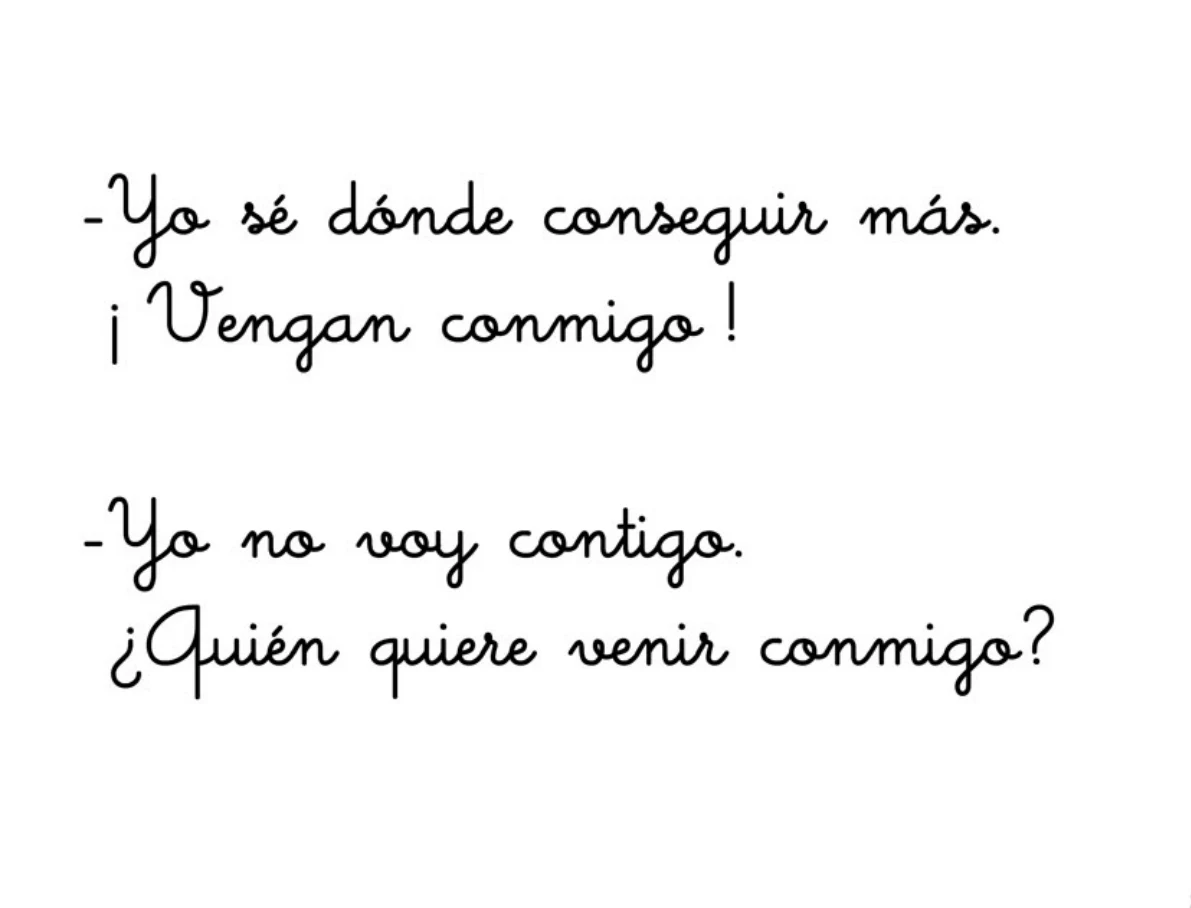 -Yo sé dónde conseguir más.
¡Vengan conmigo!
-Yo no voy contigo.
¿Quién quiere venir conmigo?